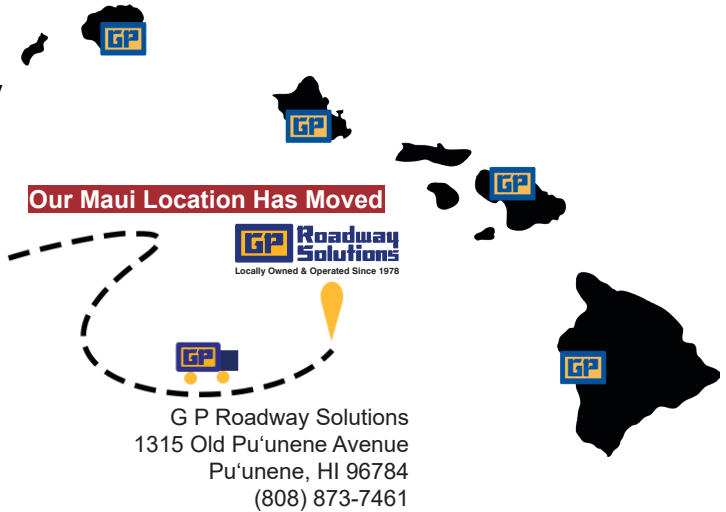 GP
GP
GP
Our Maui Location Has Moved
GP Roadway
Solutions
Locally Owned & Operated Since 1978
GP
GP
G P Roadway Solutions
1315 Old Pu‘unene Avenue
Pu‘unene, HI 96784
(808) 873-7461